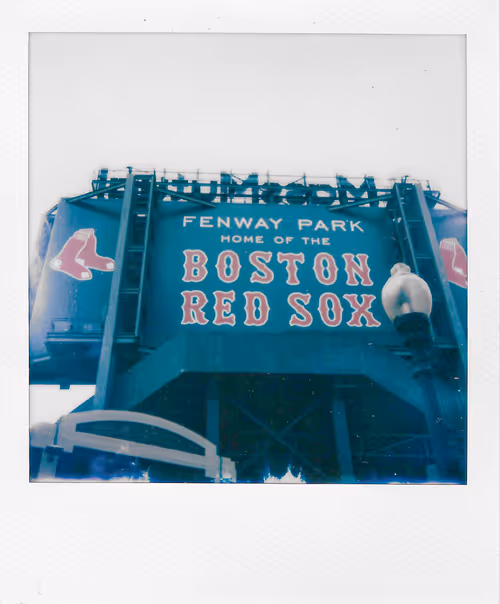 FENWAY PARK
HOME OF THE
BOSTON
RED SOX